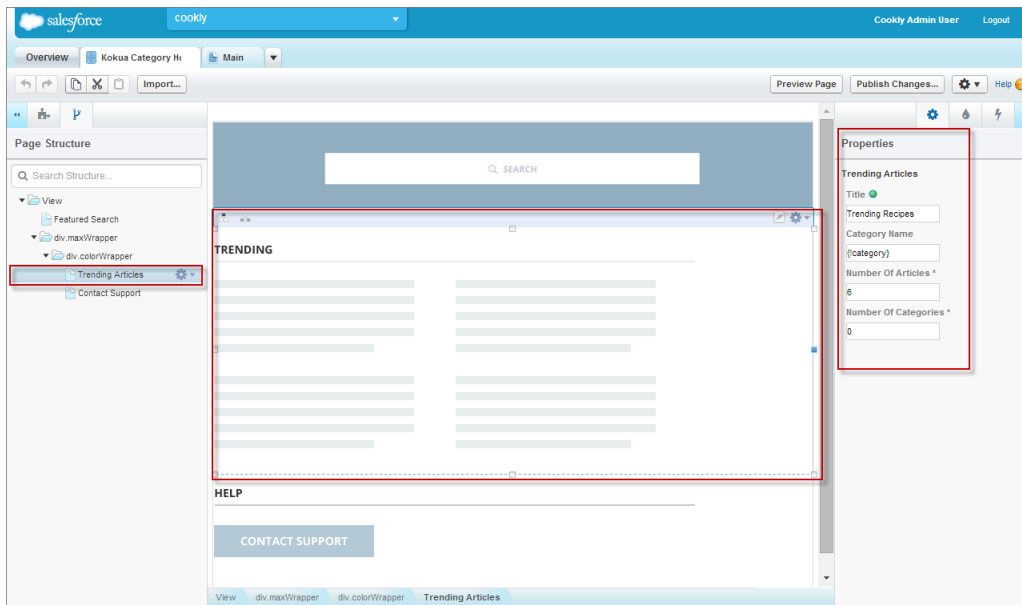 salesforce
cookly
Cookly Admin User
Logout
Overview
Kokua Category Hc
Main
Import...
Preview Page
Publish Changes...
Help
Page Structure
Search Structure...
View
Featured Search
div.maxWrapper
div.colorWrapper
Trending Articles
Contact Support
SEARCH
TRENDING
HELP
CONTACT SUPPORT
View
div.maxWrapper
div.colorWrapper
Trending Articles
Properties
Trending Articles
Title
Trending Recipes
Category Name
{!category}
Number Of Articles *
6
Number Of Categories *
0